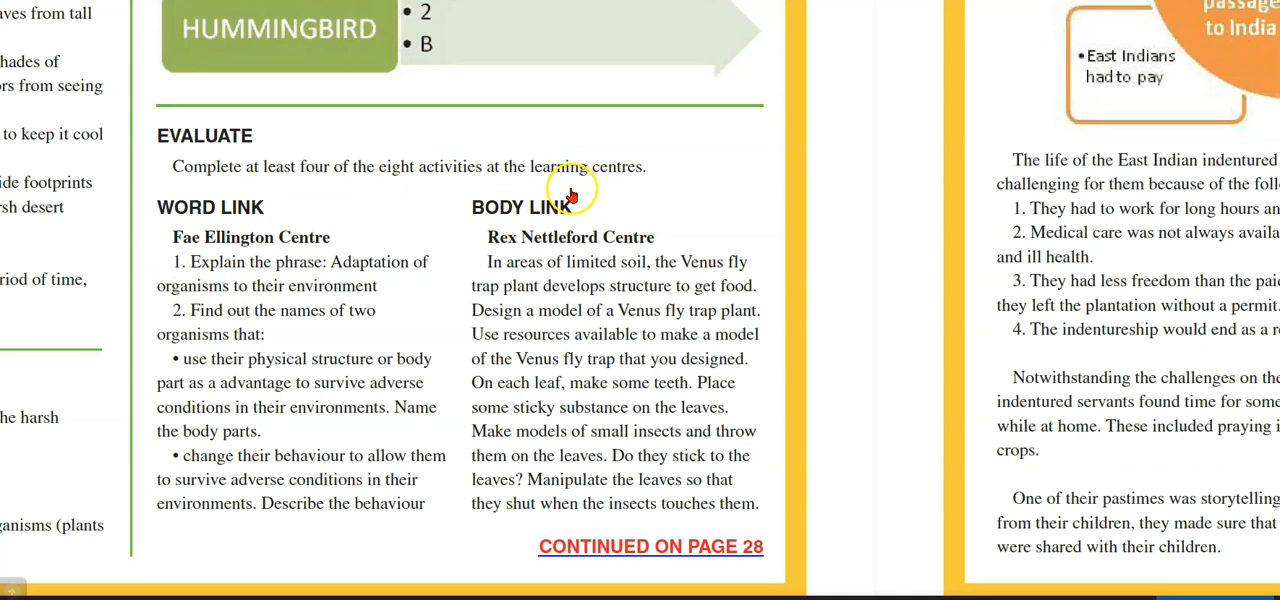 aves from tall
hades of
ors from seeing
to keep it cool
ide footprints
rsh desert
riod of time,
he harsh
ganisms (plants
HUMMINGBIRD
• 2
• B
EVALUATE
Complete at least four of the eight activities at the learning centres.
WORD LINK
Fae Ellington Centre
1. Explain the phrase: Adaptation of
organisms to their environment
2. Find out the names of two
organisms that:
• use their physical structure or body
part as a advantage to survive adverse
conditions in their environments. Name
the body parts.
• change their behaviour to allow them
to survive adverse conditions in their
environments. Describe the behaviour
BODY LINK
Rex Nettleford Centre
In areas of limited soil, the Venus fly
trap plant develops structure to get food.
Design a model of a Venus fly trap plant.
Use resources available to make a model
of the Venus fly trap that you designed.
On each leaf, make some teeth. Place
some sticky substance on the leaves.
Make models of small insects and throw
them on the leaves. Do they stick to the
leaves? Manipulate the leaves so that
they shut when the insects touches them.
CONTINUED ON PAGE 28
passage
to India
• East Indians
had to pay
The life of the East Indian indentured
challenging for them because of the foll
1. They had to work for long hours an
2. Medical care was not always availa
and ill health.
3. They had less freedom than the paid
they left the plantation without a permit.
4. The indentureship would end as a r
Notwithstanding the challenges on the
indentured servants found time for some
while at home. These included praying i
crops.
One of their pastimes was storytelling
from their children, they made sure that
were shared with their children.